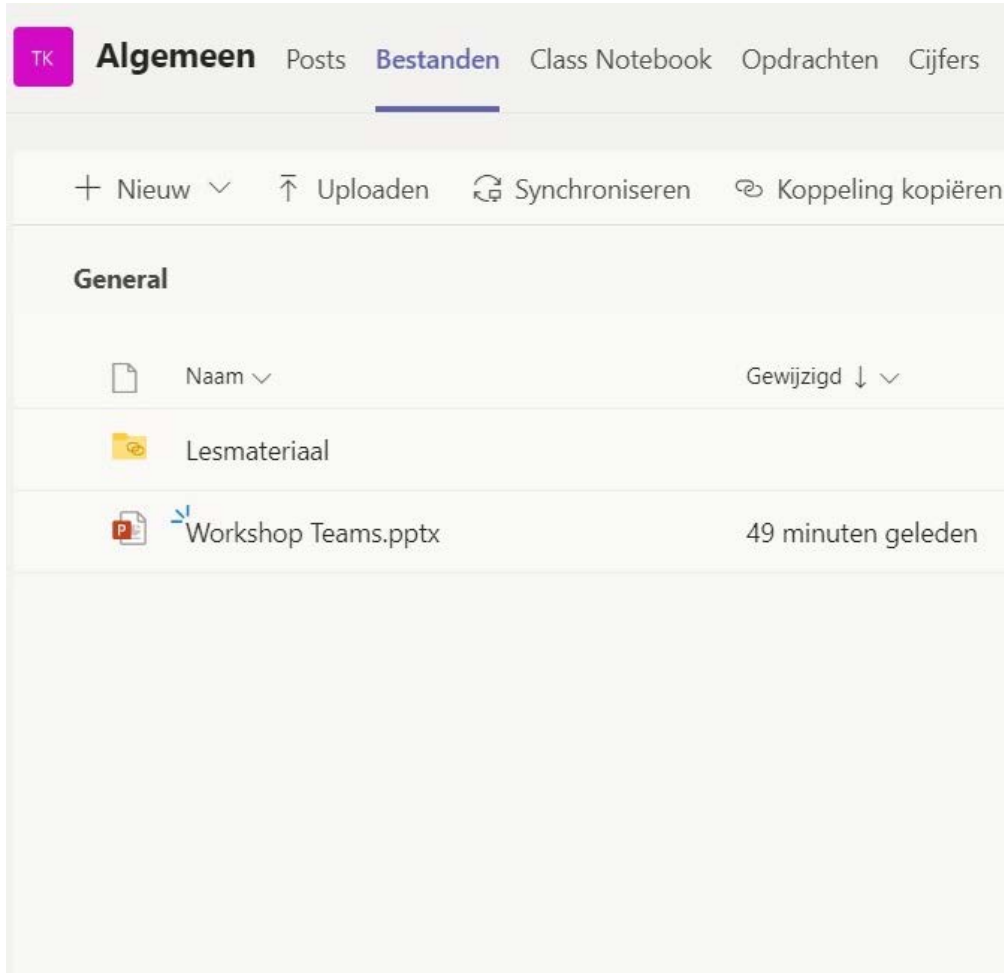 TK Algemeen Posts Bestanden Class Notebook Opdrachten Cijfers
Nieuw Uploaden Synchroniseren Koppeling kopiëren
General
Naam Gewijzigd
Lesmateriaal
Workshop Teams.pptx 49 minuten geleden